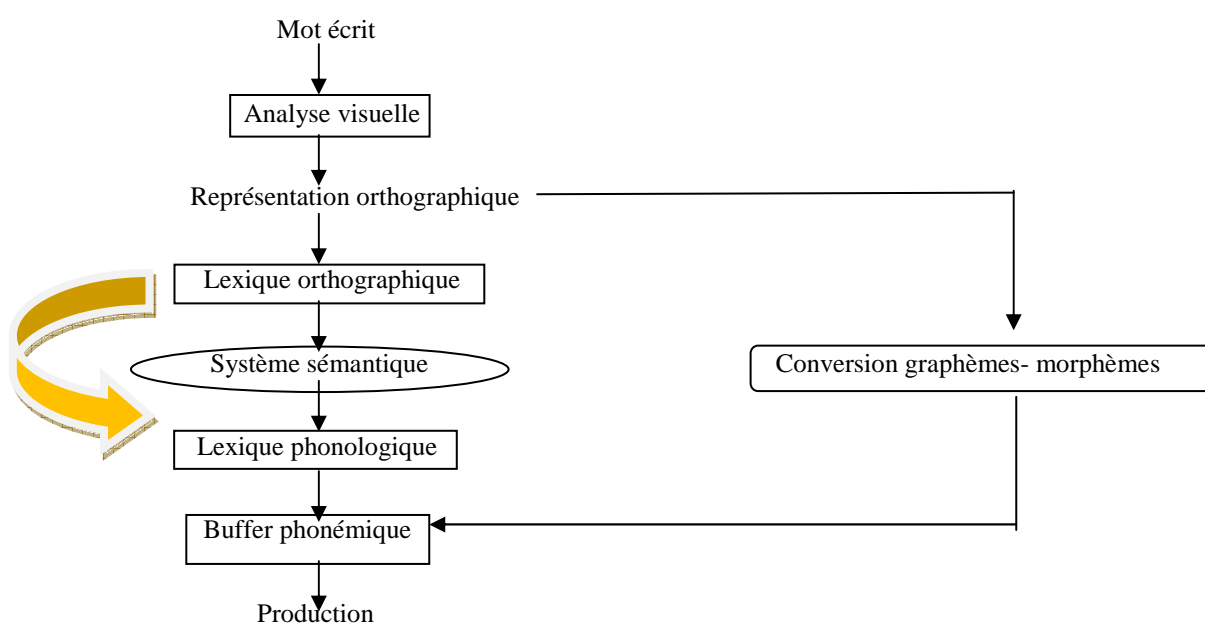 Mot écrit
Analyse visuelle
Représentation orthographique
Lexique orthographique
Système sémantique
Conversion graphèmes- morphèmes
Lexique phonologique
Buffer phonémique
Production